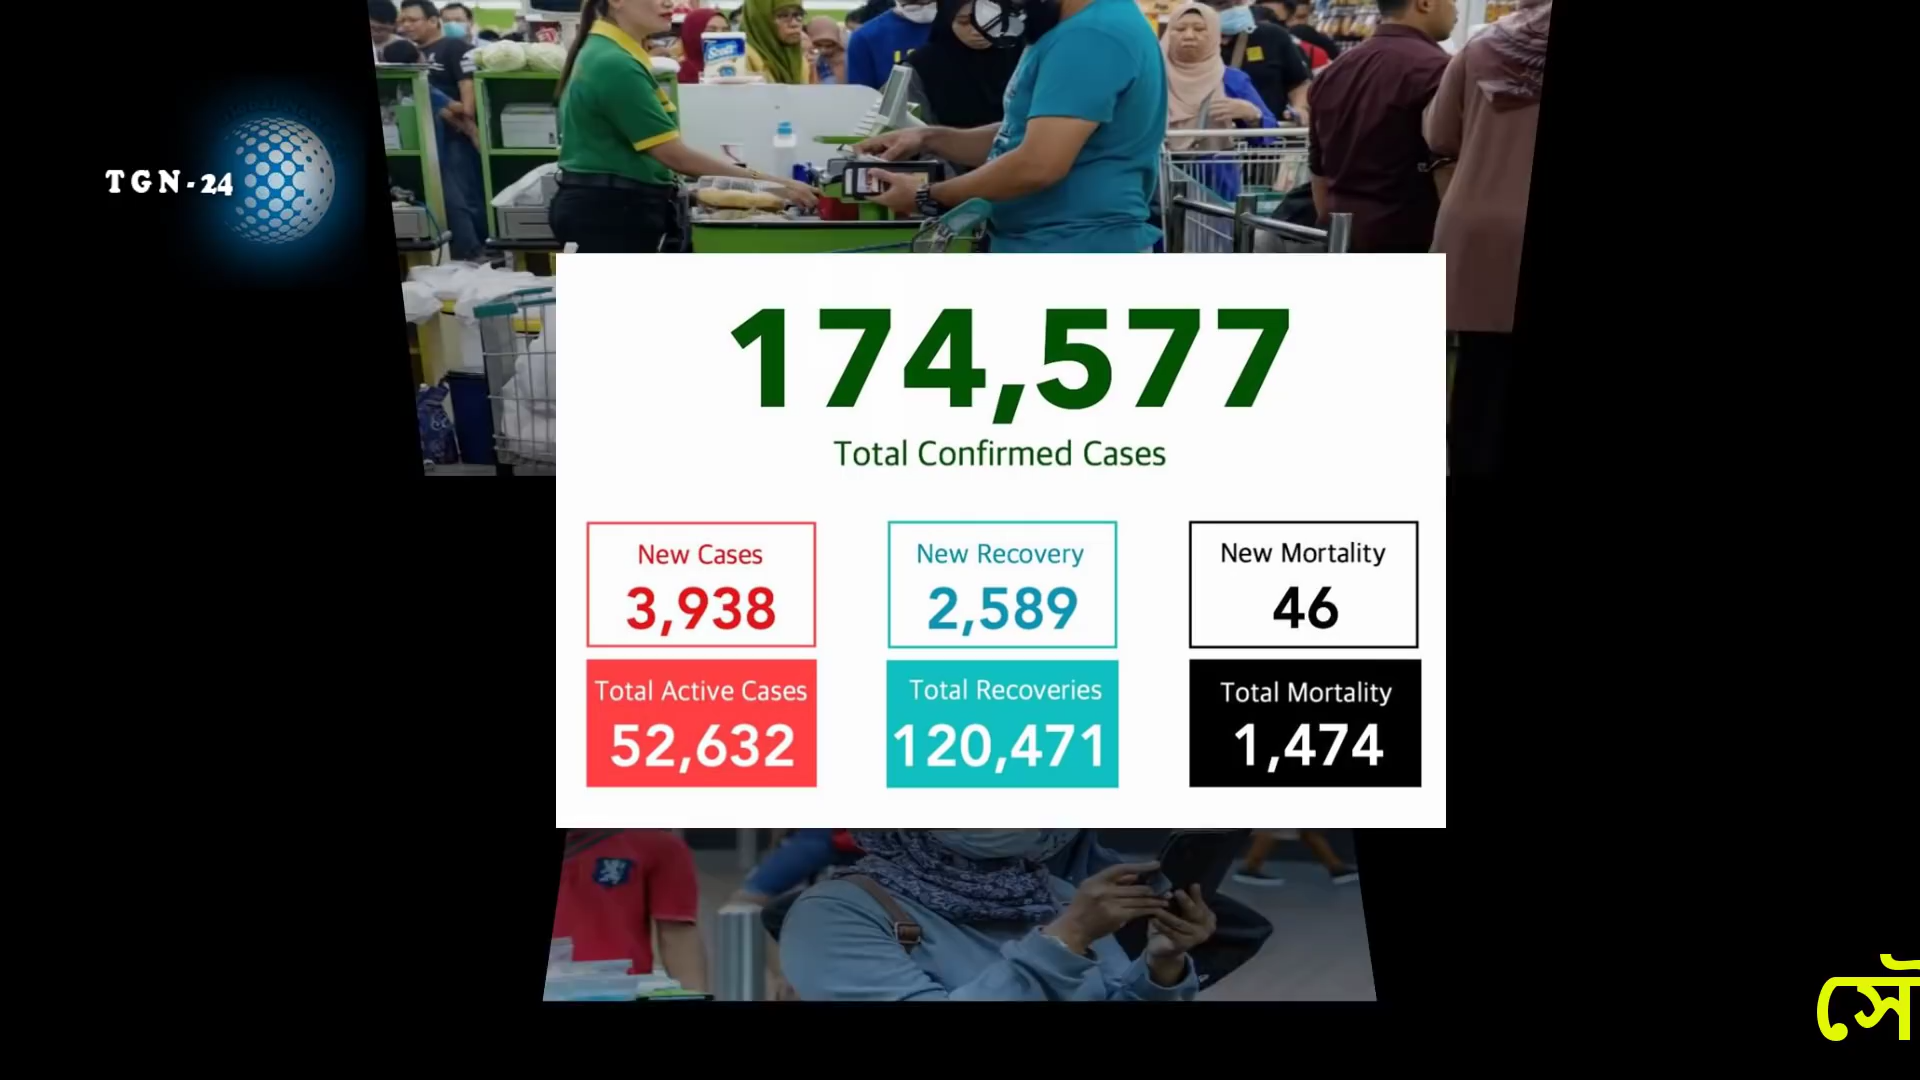 TGN-24
Scott
174,577
Total Confirmed Cases
New Cases
3,938
New Recovery
2,589
New Mortality
46
Total Active Cases
52,632
Total Recoveries
120,471
Total Mortality
1,474
সৌ